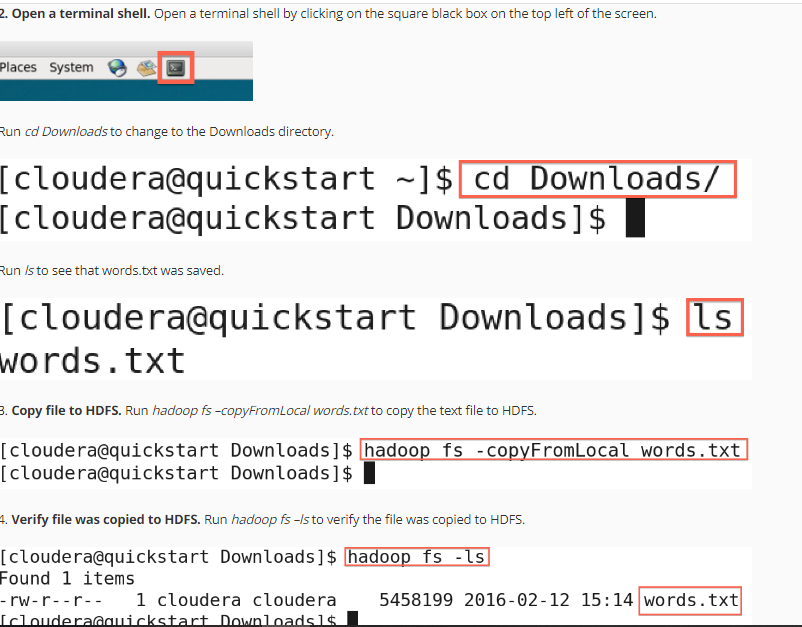 2. Open a terminal shell. Open a terminal shell by clicking on the square black box on the top left of the screen.
Places System
Run cd Downloads to change to the Downloads directory.
[cloudera@quickstart ~]$ cd Downloads/
[cloudera@quickstart Downloads]$
Run ls to see that words.txt was saved.
[cloudera@quickstart Downloads]$ ls
words.txt
3. Copy file to HDFS. Run hadoop fs –copyFromLocal words.txt to copy the text file to HDFS.
[cloudera@quickstart Downloads]$ hadoop fs -copyFromLocal words.txt
[cloudera@quickstart Downloads]$
4. Verify file was copied to HDFS. Run hadoop fs –ls to verify the file was copied to HDFS.
[cloudera@quickstart Downloads]$ hadoop fs -ls
Found 1 items
-rw-r--r-- 1 cloudera cloudera 5458199 2016-02-12 15:14 words.txt
[cloudera@quickstart Downloads]$